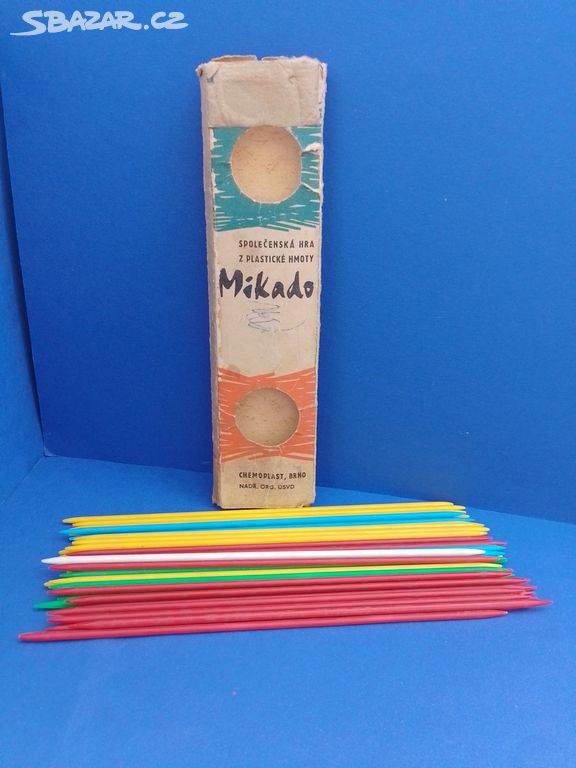 SBAZAR.CZ
SPOLEČENSKÁ HRA
Z PLASTICKÉ HMOTY
Mikado
CHEMOPLAST, BRNO
NADŘ. ORG. ÚSVD